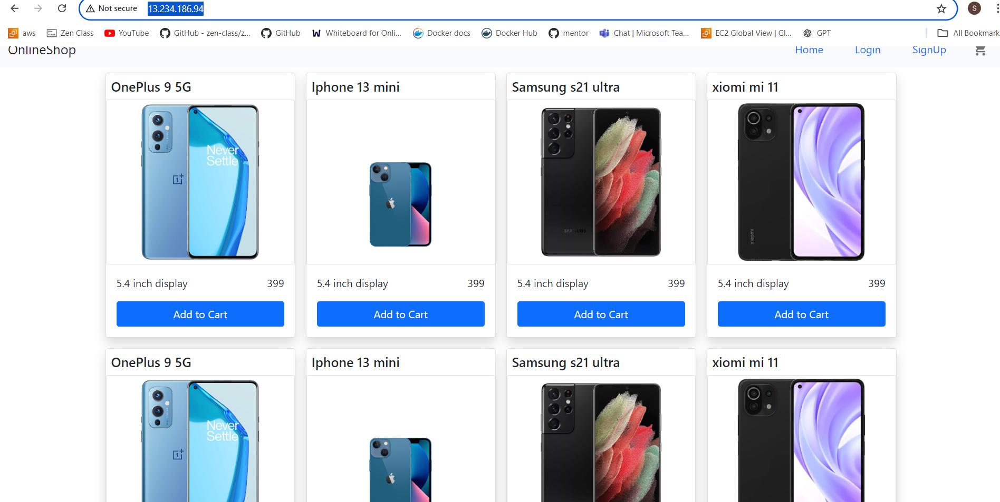 Not secure 13.234.186.94 S
aws ZEN CLASS Zen Class YouTube GitHub - zen-class/z... GitHub W Whiteboard for Onli... Docker docs Docker Hub mentor Chat | Microsoft Tea... EC2 Global View | Gl... GPT All Bookmark
OnlineShop Home Login SignUp
OnePlus 9 5G Iphone 13 mini Samsung s21 ultra xiomi mi 11
Never
Settle
1+
SAMSUNG
xiaomi
5.4 inch display 399 5.4 inch display 399 5.4 inch display 399 5.4 inch display 399
Add to Cart Add to Cart Add to Cart Add to Cart
OnePlus 9 5G Iphone 13 mini Samsung s21 ultra xiomi mi 11
Never
Settle
1+